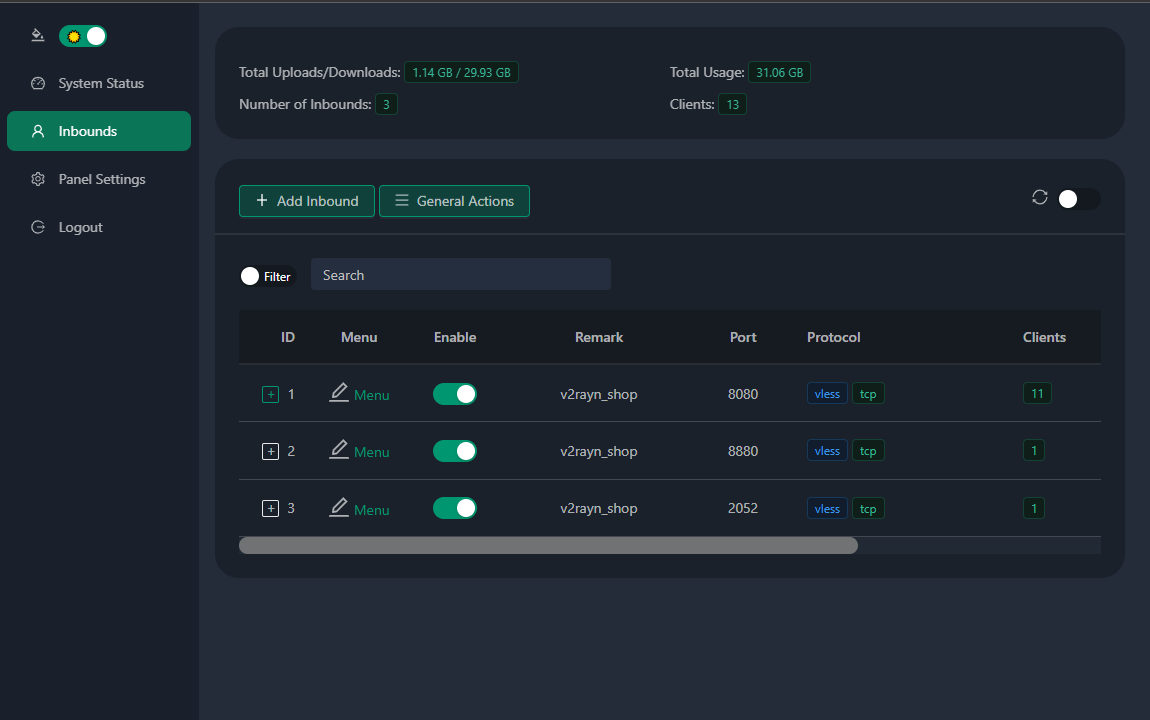 System Status
Inbounds
Panel Settings
Logout
Total Uploads/Downloads: 1.14 GB / 29.93 GB
Total Usage: 31.06 GB
Number of Inbounds: 3
Clients: 13
+ Add Inbound
General Actions
Filter
Search
ID Menu Enable Remark Port Protocol Clients
1 Menu v2rayn_shop 8080 vless tcp 11
2 Menu v2rayn_shop 8880 vless tcp 1
3 Menu v2rayn_shop 2052 vless tcp 1